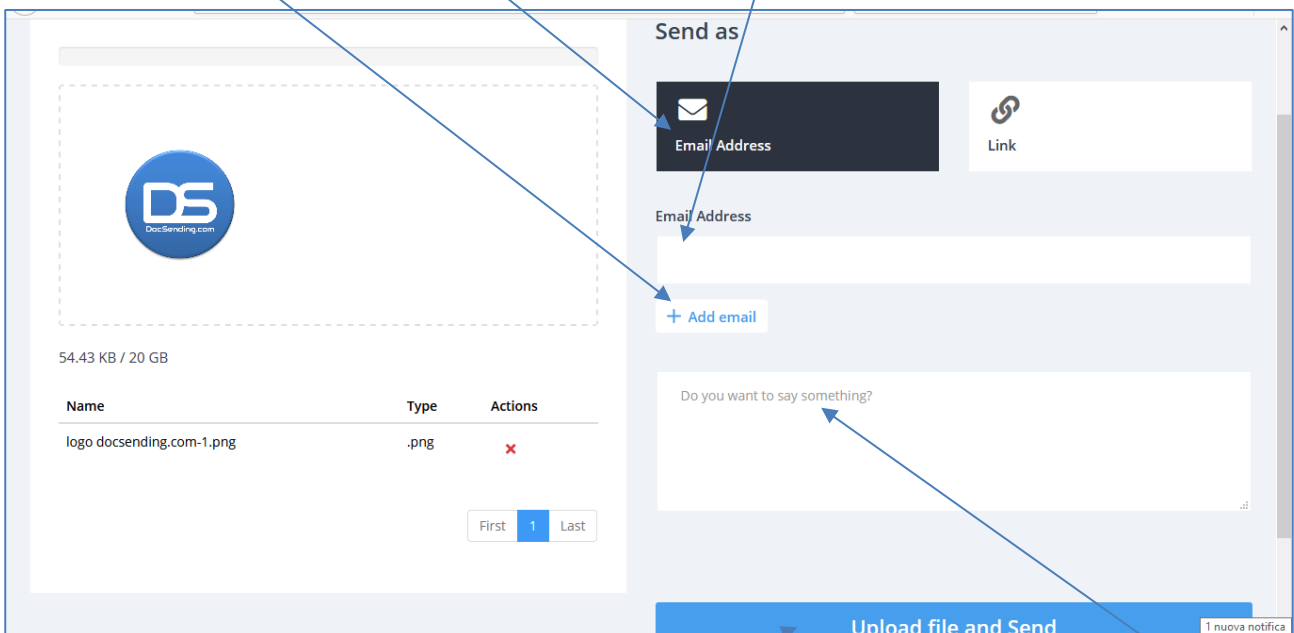 DS
DocSending.com
54.43 KB / 20 GB
Name Type Actions
logo docsending.com-1.png .png
First 1 Last
Send as
Email Address
Link
Email Address
+ Add email
Do you want to say something?
Upload file and Send
1 nuova notifica